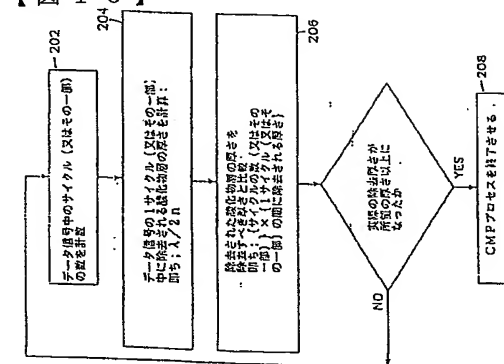 【図１０】
202
データ信号中のサイクル（又はその一部）
の数を計数
204
データ信号の１サイクル（又はその一部）
中に除去される酸化物層の厚さを計算：
即ち；λ／２ｎ
206
除去された酸化物層の厚さを
除去すべき厚さと比較．
即ち；（サイクルの数（又はその
一部））×（１サイクル（又はそ
の一部）の間に除去される厚さ）
実際の除去厚さが
所望の厚さ以上に
なったか
NO
YES
208
CMPプロセスを終了させる．